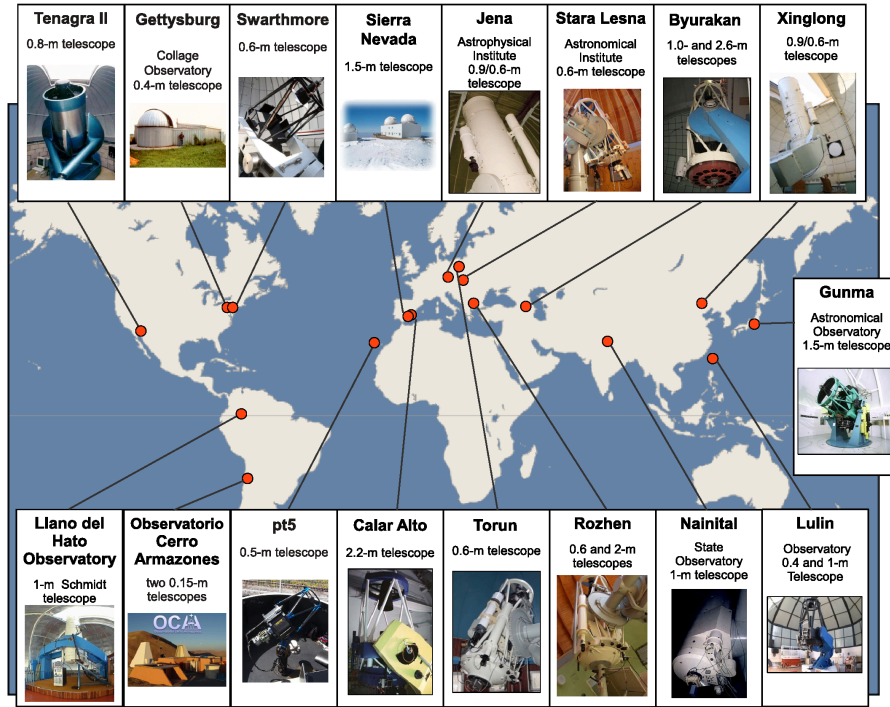 Tenagra II
0.8-m telescope
Gettysburg
Collage
Observatory
0.4-m telescope
Swarthmore
0.6-m telescope
Sierra
Nevada
1.5-m telescope
Jena
Astrophysical
Institute
0.9/0.6-m
telescope
Stara Lesna
Astronomical
Institute
0.6-m telescope
Byurakan
1.0- and 2.6-m
telescopes
Xinglong
0.9/0.6-m
telescope
Gunma
Astronomical
Observatory
1.5-m telescope
Llano del
Hato
Observatory
1-m Schmidt
telescope
Observatorio
Cerro
Armazones
two 0.15-m
telescopes
OCA
pt5
0.5-m telescope
Calar Alto
2.2-m telescope
Torun
0.6-m telescope
Rozhen
0.6 and 2-m
telescopes
Nainital
State
Observatory
1-m telescope
Lulin
Observatory
0.4 and 1-m
Telescope